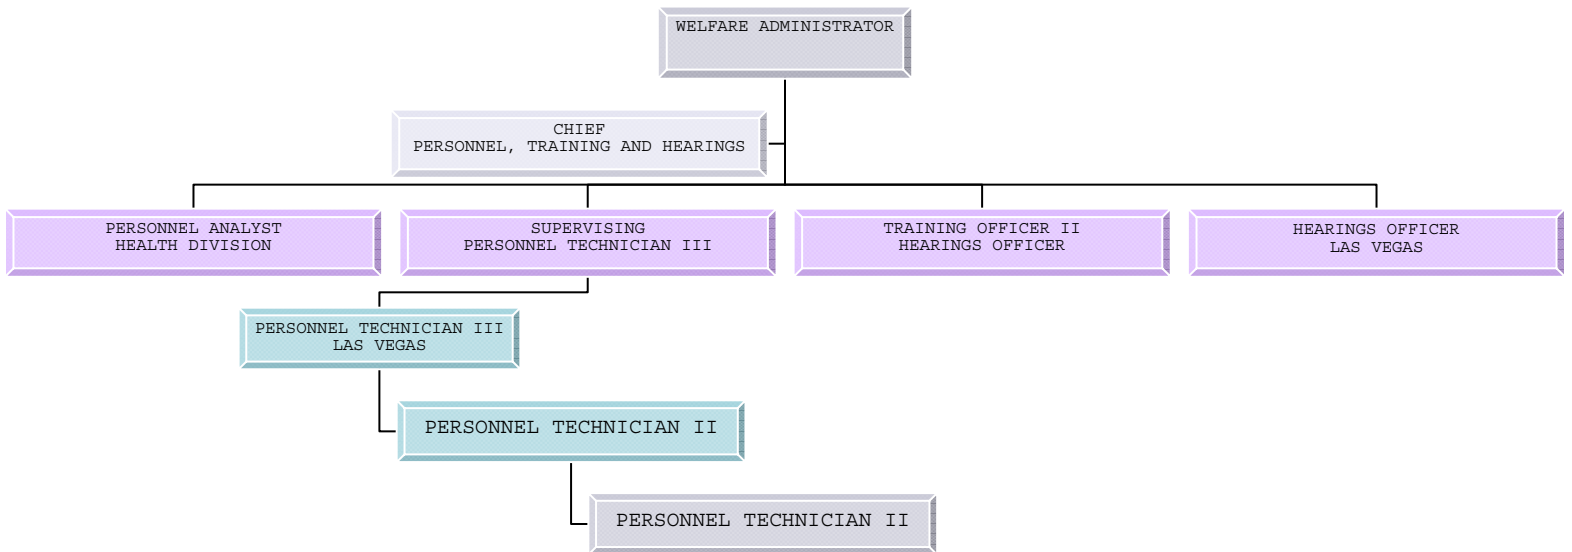 WELFARE ADMINISTRATOR
CHIEF
PERSONNEL, TRAINING AND HEARINGS
PERSONNEL ANALYST
HEALTH DIVISION
SUPERVISING
PERSONNEL TECHNICIAN III
TRAINING OFFICER II
HEARINGS OFFICER
HEARINGS OFFICER
LAS VEGAS
PERSONNEL TECHNICIAN III
LAS VEGAS
PERSONNEL TECHNICIAN II
PERSONNEL TECHNICIAN II